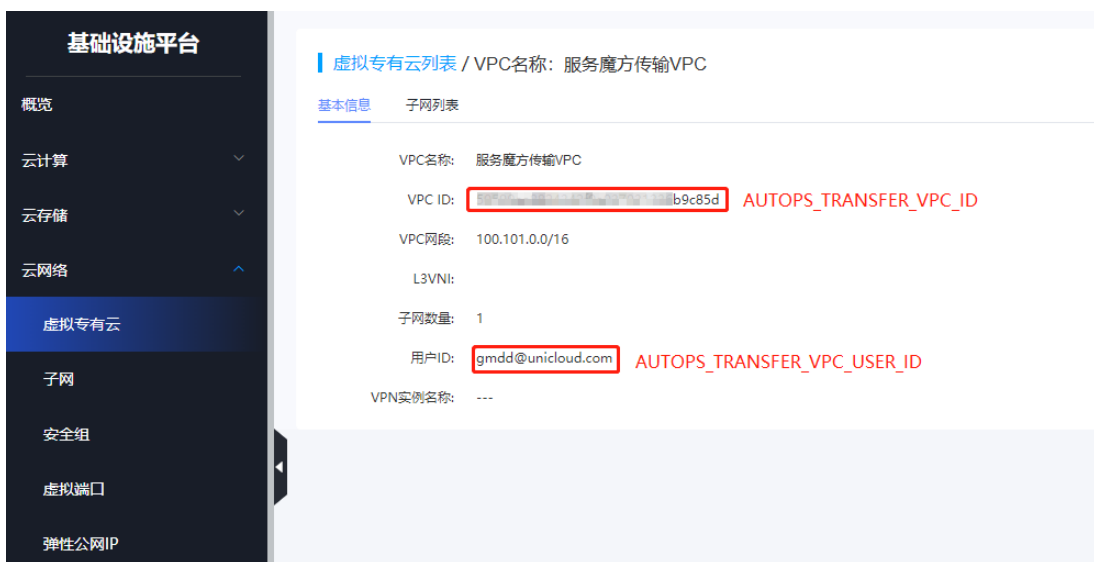 基础设施平台
概览
云计算
云存储
云网络
虚拟专有云
子网
安全组
虚拟端口
弹性公网IP
虚拟专有云列表 / VPC名称：服务魔方传输VPC
基本信息 子网列表
VPC名称: 服务魔方传输VPC
VPC ID: b9c85d AUTOPS_TRANSFER_VPC_ID
VPC网段: 100.101.0.0/16
L3VNI:
子网数量: 1
用户ID: gmdd@unicloud.com AUTOPS_TRANSFER_VPC_USER_ID
VPN实例名称: ---